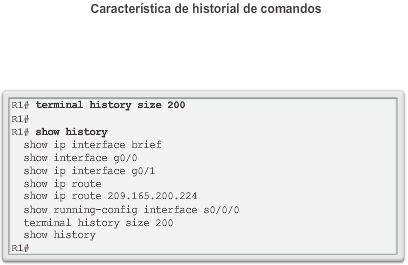 Característica de historial de comandos
R1# terminal history size 200
R1#
R1# show history
show ip interface brief
show interface g0/0
show ip interface g0/1
show ip route
show ip route 209.165.200.224
show running-config interface s0/0/0
terminal history size 200
show history
R1#